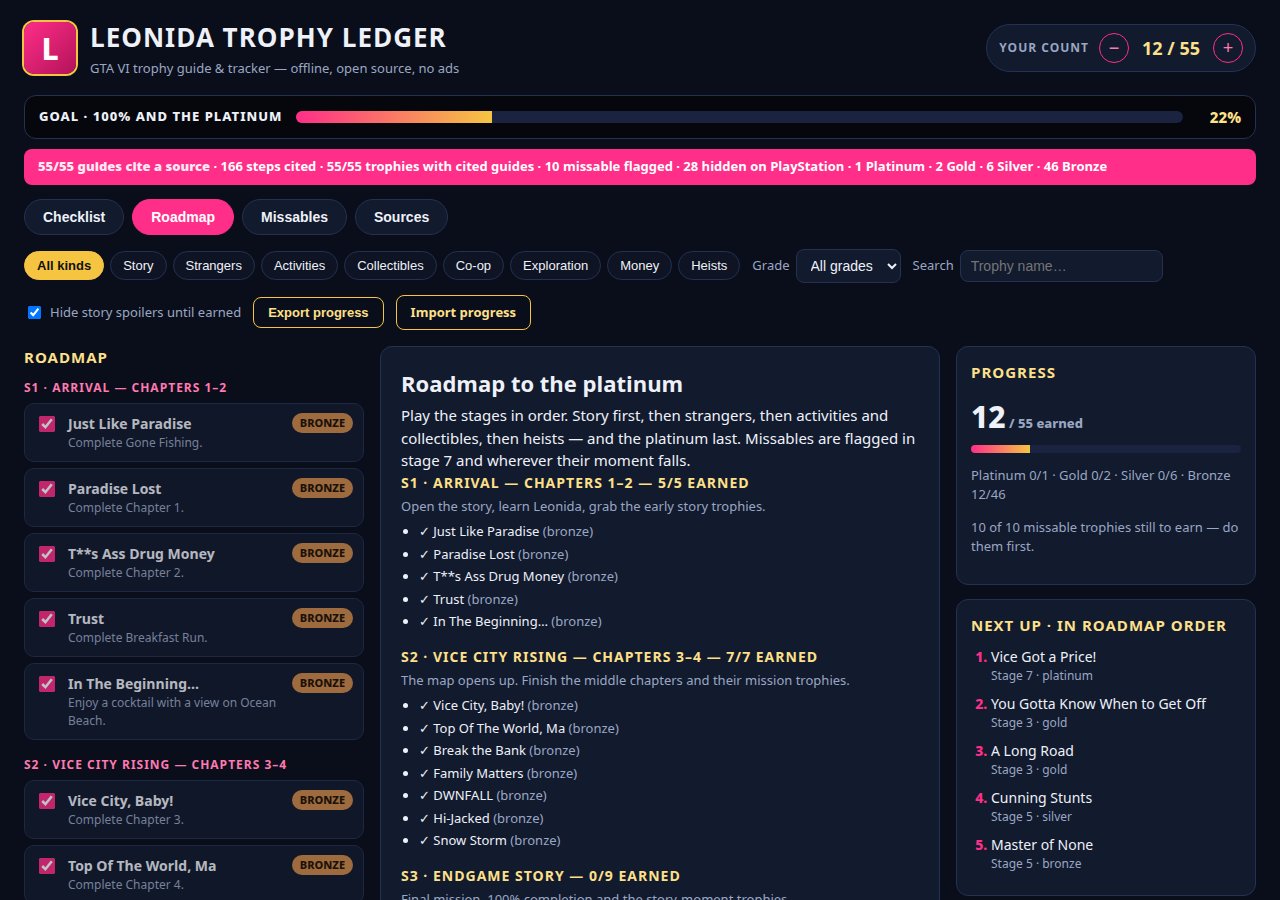 L
LEONIDA TROPHY LEDGER
GTA VI trophy guide & tracker — offline, open source, no ads
YOUR COUNT − 12 / 55 +
GOAL · 100% AND THE PLATINUM 22%
55/55 guides cite a source · 166 steps cited · 55/55 trophies with cited guides · 10 missable flagged · 28 hidden on PlayStation · 1 Platinum · 2 Gold · 6 Silver · 46 Bronze
Checklist Roadmap Missables Sources
All kinds Story Strangers Activities Collectibles Co-op Exploration Money Heists Grade All grades Search Trophy name…
Hide story spoilers until earned Export progress Import progress
ROADMAP
S1 · ARRIVAL — CHAPTERS 1–2
Just Like Paradise BRONZE
Complete Gone Fishing.
Paradise Lost BRONZE
Complete Chapter 1.
T**s Ass Drug Money BRONZE
Complete Chapter 2.
Trust BRONZE
Complete Breakfast Run.
In The Beginning… BRONZE
Enjoy a cocktail with a view on Ocean
Beach.
S2 · VICE CITY RISING — CHAPTERS 3–4
Vice City, Baby! BRONZE
Complete Chapter 3.
Top Of The World, Ma BRONZE
Complete Chapter 4.
Roadmap to the platinum
Play the stages in order. Story first, then strangers, then activities and
collectibles, then heists — and the platinum last. Missables are flagged in
stage 7 and wherever their moment falls.
S1 · ARRIVAL — CHAPTERS 1–2 — 5/5 EARNED
Open the story, learn Leonida, grab the early story trophies.
• ✓ Just Like Paradise (bronze)
• ✓ Paradise Lost (bronze)
• ✓ T**s Ass Drug Money (bronze)
• ✓ Trust (bronze)
• ✓ In The Beginning… (bronze)
S2 · VICE CITY RISING — CHAPTERS 3–4 — 7/7 EARNED
The map opens up. Finish the middle chapters and their mission trophies.
• ✓ Vice City, Baby! (bronze)
• ✓ Top Of The World, Ma (bronze)
• ✓ Break the Bank (bronze)
• ✓ Family Matters (bronze)
• ✓ DWNFALL (bronze)
• ✓ Hi-Jacked (bronze)
• ✓ Snow Storm (bronze)
S3 · ENDGAME STORY — 0/9 EARNED
Final mission, 100% completion and the story-moment trophies.
PROGRESS
12 / 55 earned
Platinum 0/1 · Gold 0/2 · Silver 0/6 · Bronze
12/46
10 of 10 missable trophies still to earn — do
them first.
NEXT UP · IN ROADMAP ORDER
1. Vice Got a Price!
Stage 7 · platinum
2. You Gotta Know When to Get Off
Stage 3 · gold
3. A Long Road
Stage 3 · gold
4. Cunning Stunts
Stage 5 · silver
5. Master of None
Stage 5 · bronze